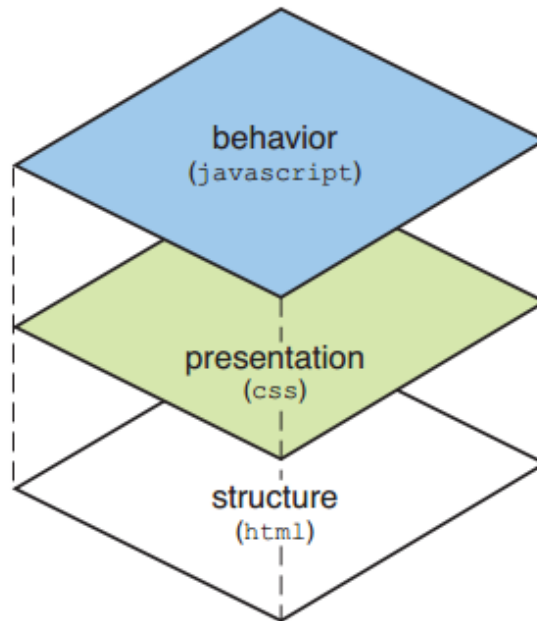 behavior
(javascript)
presentation
(css)
structure
(html)